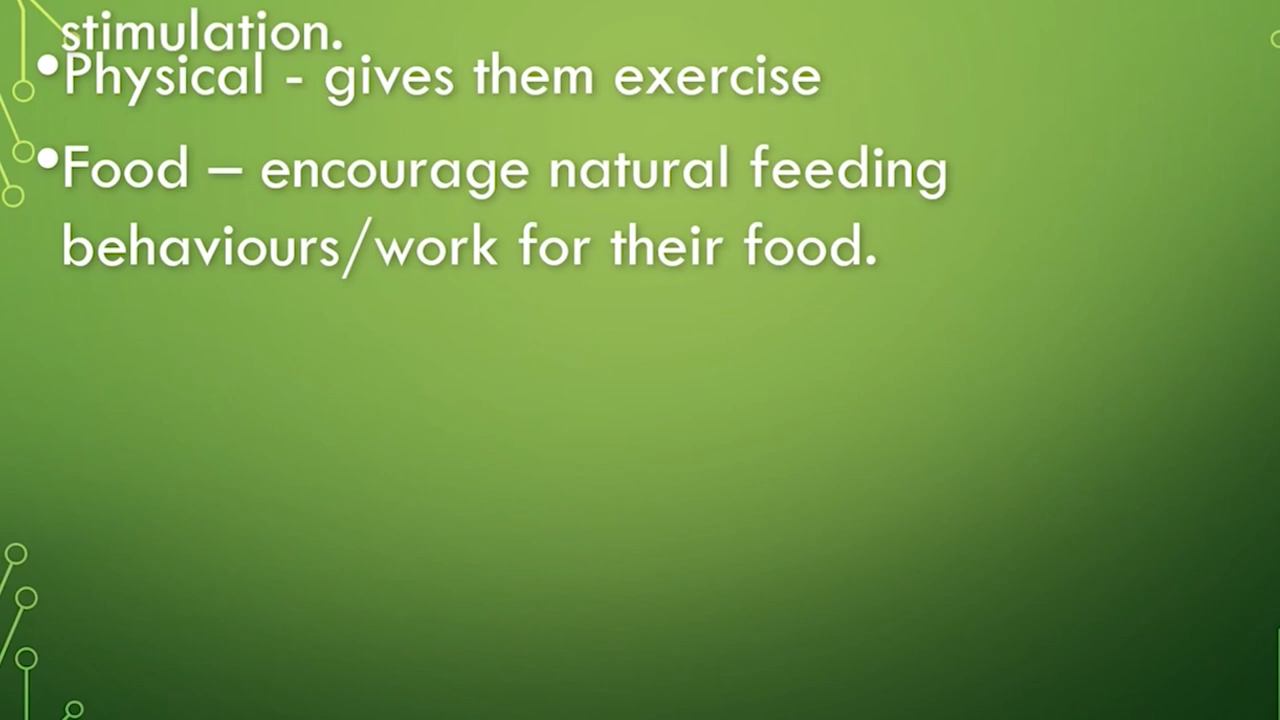 stimulation.
•Physical - gives them exercise
•Food – encourage natural feeding
behaviours/work for their food.